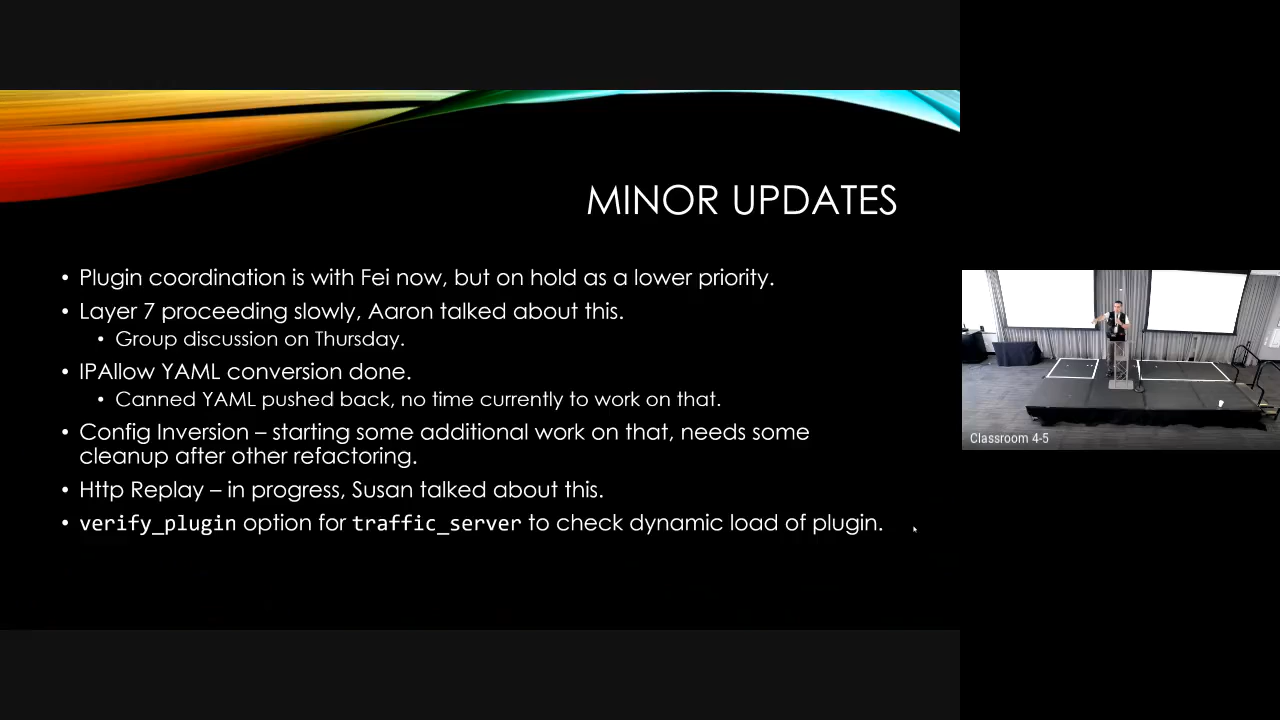 MINOR UPDATES
• Plugin coordination is with Fei now, but on hold as a lower priority.
• Layer 7 proceeding slowly, Aaron talked about this.
• Group discussion on Thursday.
• IPAllow YAML conversion done.
• Canned YAML pushed back, no time currently to work on that.
• Config Inversion – starting some additional work on that, needs some
cleanup after other refactoring.
• Http Replay – in progress, Susan talked about this.
• verify_plugin option for traffic_server to check dynamic load of plugin.
Classroom 4-5